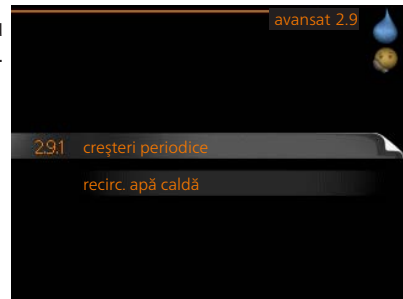 avansat 2.9
2.9.1 creşteri periodice
recirc. apă caldă